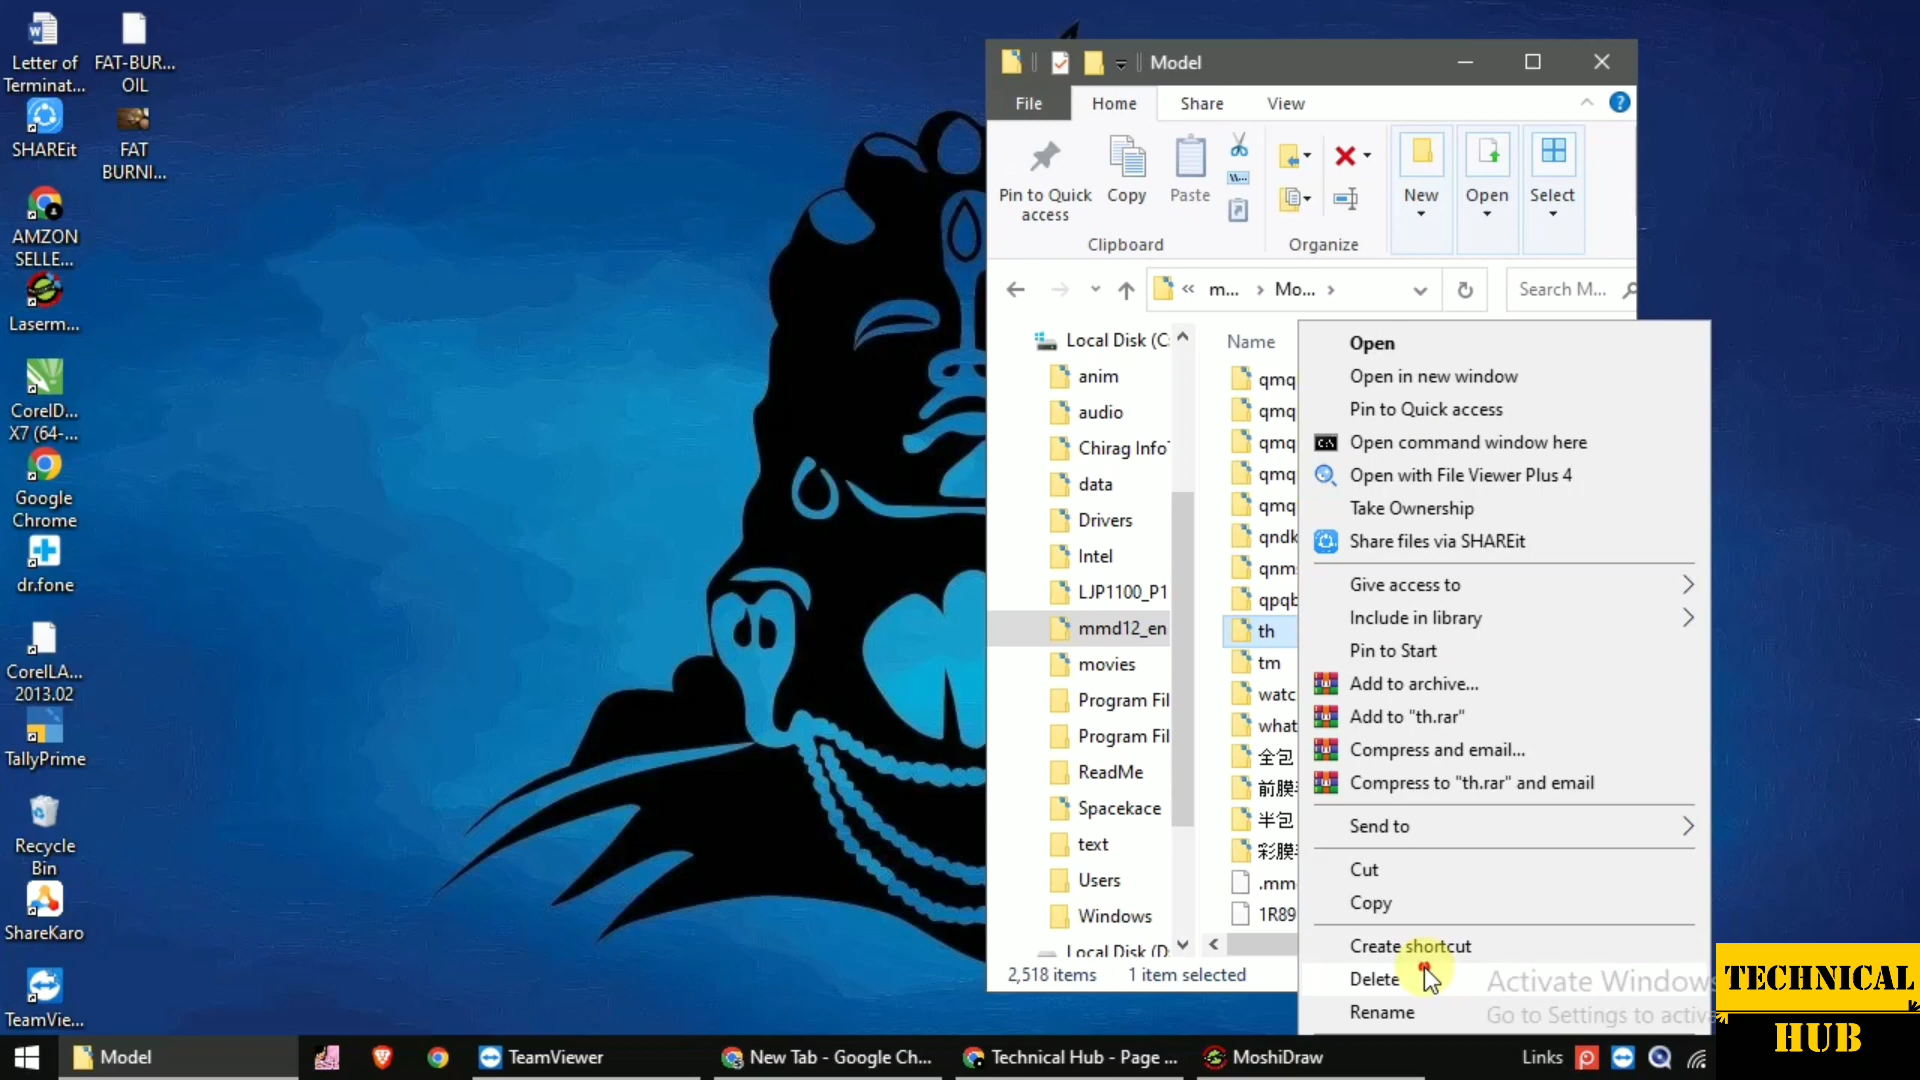 Letter of
Terminat...
FAT-BUR...
OIL
SHAREit
FAT
BURNI...
AMZON
SELLE...
Laserm...
CorelD...
X7 (64-...
Google
Chrome
dr.fone
CorelLA...
2013.02
TallyPrime
Recycle
Bin
ShareKaro
TeamVie...
Model
File
Home
Share
View
Pin to Quick
access
Copy
Paste
New
Open
Select
Clipboard
Organize
« m... > Mo... >
Search M...
Local Disk (C:
anim
audio
Chirag InfoT
data
Drivers
Intel
LJP1100_P1
mmd12_en
movies
Program Fil
Program Fil
ReadMe
Spacekace
text
Users
Windows
Local Disk (D:
Name
qmq
qmq
qmq
qmq
qmq
qndk
qnm
qpqb
th
tm
watc
what
全包
前膜
半包
彩膜
.mm
1R89
2,518 items
1 item selected
Open
Open in new window
Pin to Quick access
Open command window here
Open with File Viewer Plus 4
Take Ownership
Share files via SHAREit
Give access to
Include in library
Pin to Start
Add to archive...
Add to "th.rar"
Compress and email...
Compress to "th.rar" and email
Send to
Cut
Copy
Create shortcut
Delete
Rename
Activate Windows
Go to Settings to activa
TECHNICAL
HUB
Model
TeamViewer
New Tab - Google Ch...
Technical Hub - Page ...
MoshiDraw
Links